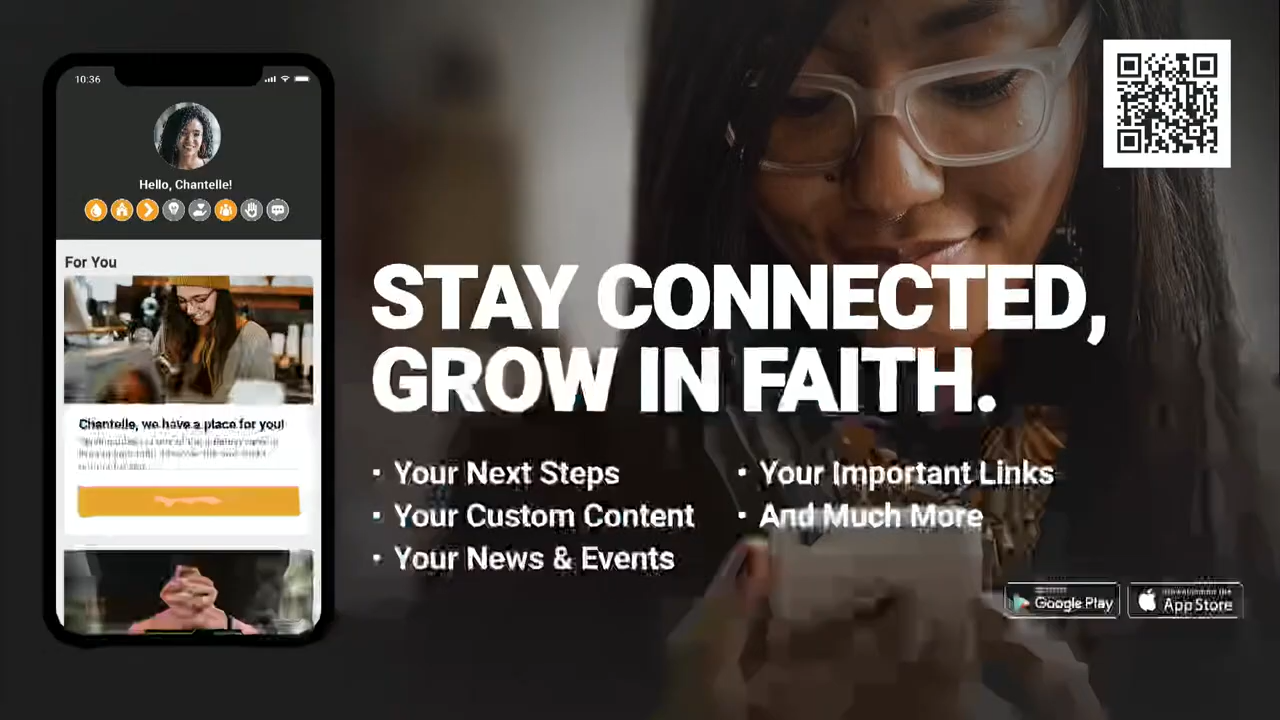 10:36
Hello, Chantelle!
For You
Chantelle, we have a place for you!
STAY CONNECTED,
GROW IN FAITH.
· Your Next Steps
· Your Custom Content
· Your News & Events
· Your Important Links
· And Much More
Google Play
App Store